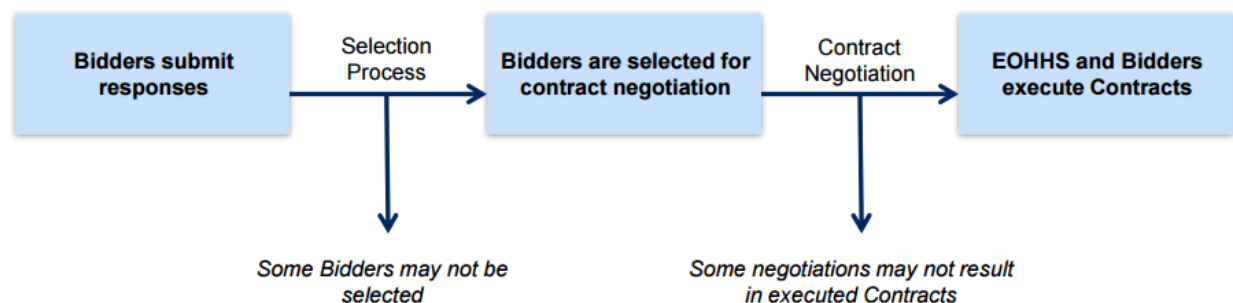 Bidders submit
responses
Selection
Process
Bidders are selected for
contract negotiation
Contract
Negotiation
EOHHS and Bidders
execute Contracts
Some Bidders may not be
selected
Some negotiations may not result
in executed Contracts